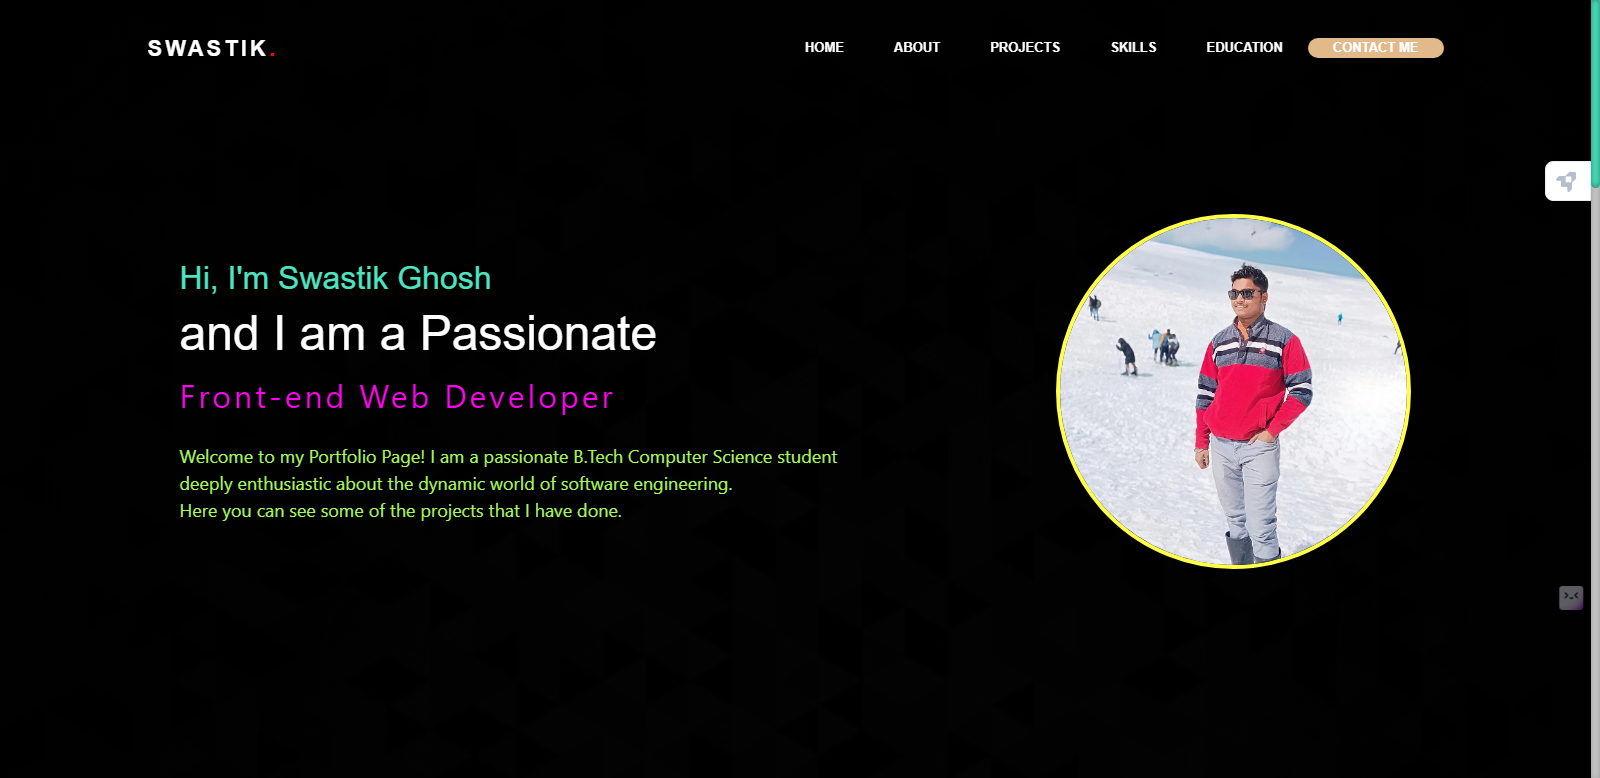 SWASTIK.
HOME ABOUT PROJECTS SKILLS EDUCATION CONTACT ME
Hi, I'm Swastik Ghosh
and I am a Passionate
Front-end Web Developer
Welcome to my Portfolio Page! I am a passionate B.Tech Computer Science student
deeply enthusiastic about the dynamic world of software engineering.
Here you can see some of the projects that I have done.